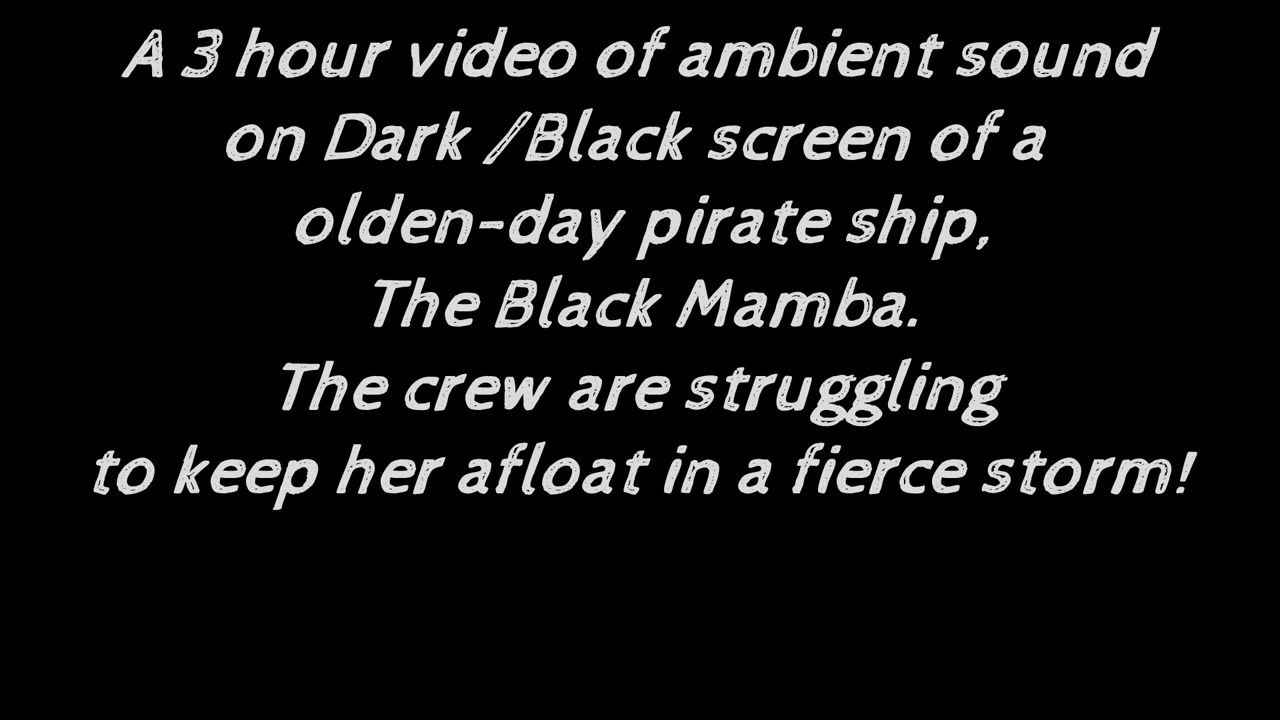 A 3 hour video of ambient sound
on Dark /Black screen of a
olden-day pirate ship,
The Black Mamba.
The crew are struggling
to keep her afloat in a fierce storm!